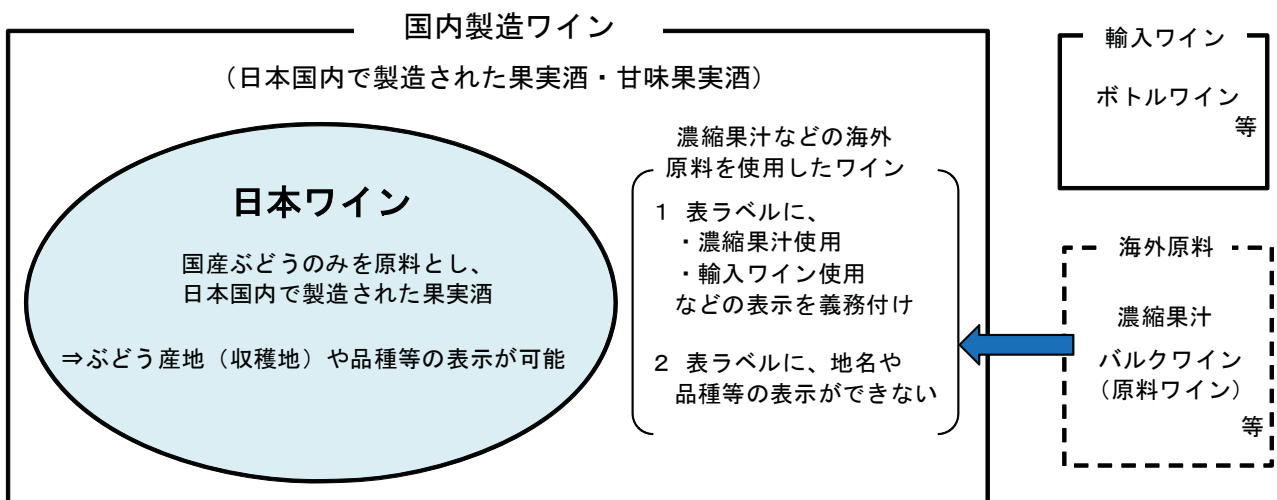 国内製造ワイン
（日本国内で製造された果実酒・甘味果実酒）
日本ワイン
国産ぶどうのみを原料とし、
日本国内で製造された果実酒
⇒ぶどう産地（収穫地）や品種等の表示が可能
濃縮果汁などの海外
原料を使用したワイン
１ 表ラベルに、
・濃縮果汁使用
・輸入ワイン使用
などの表示を義務付け
２ 表ラベルに、地名や
品種等の表示ができない
輸入ワイン
ボトルワイン
等
海外原料
濃縮果汁
バルクワイン
（原料ワイン）
等